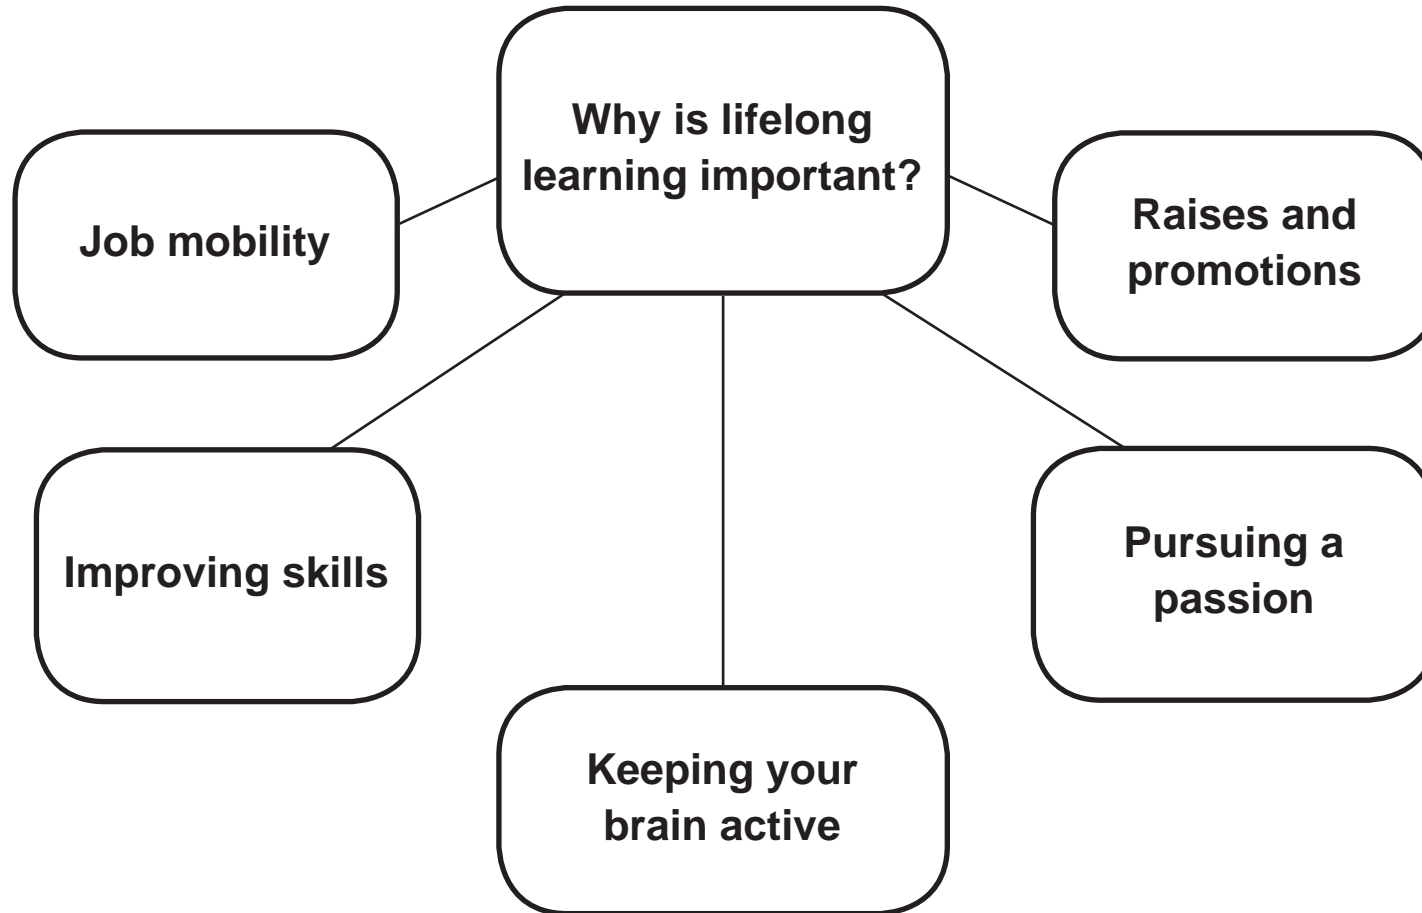 Why is lifelong
learning important?
Job mobility
Raises and
promotions
Improving skills
Pursuing a
passion
Keeping your
brain active